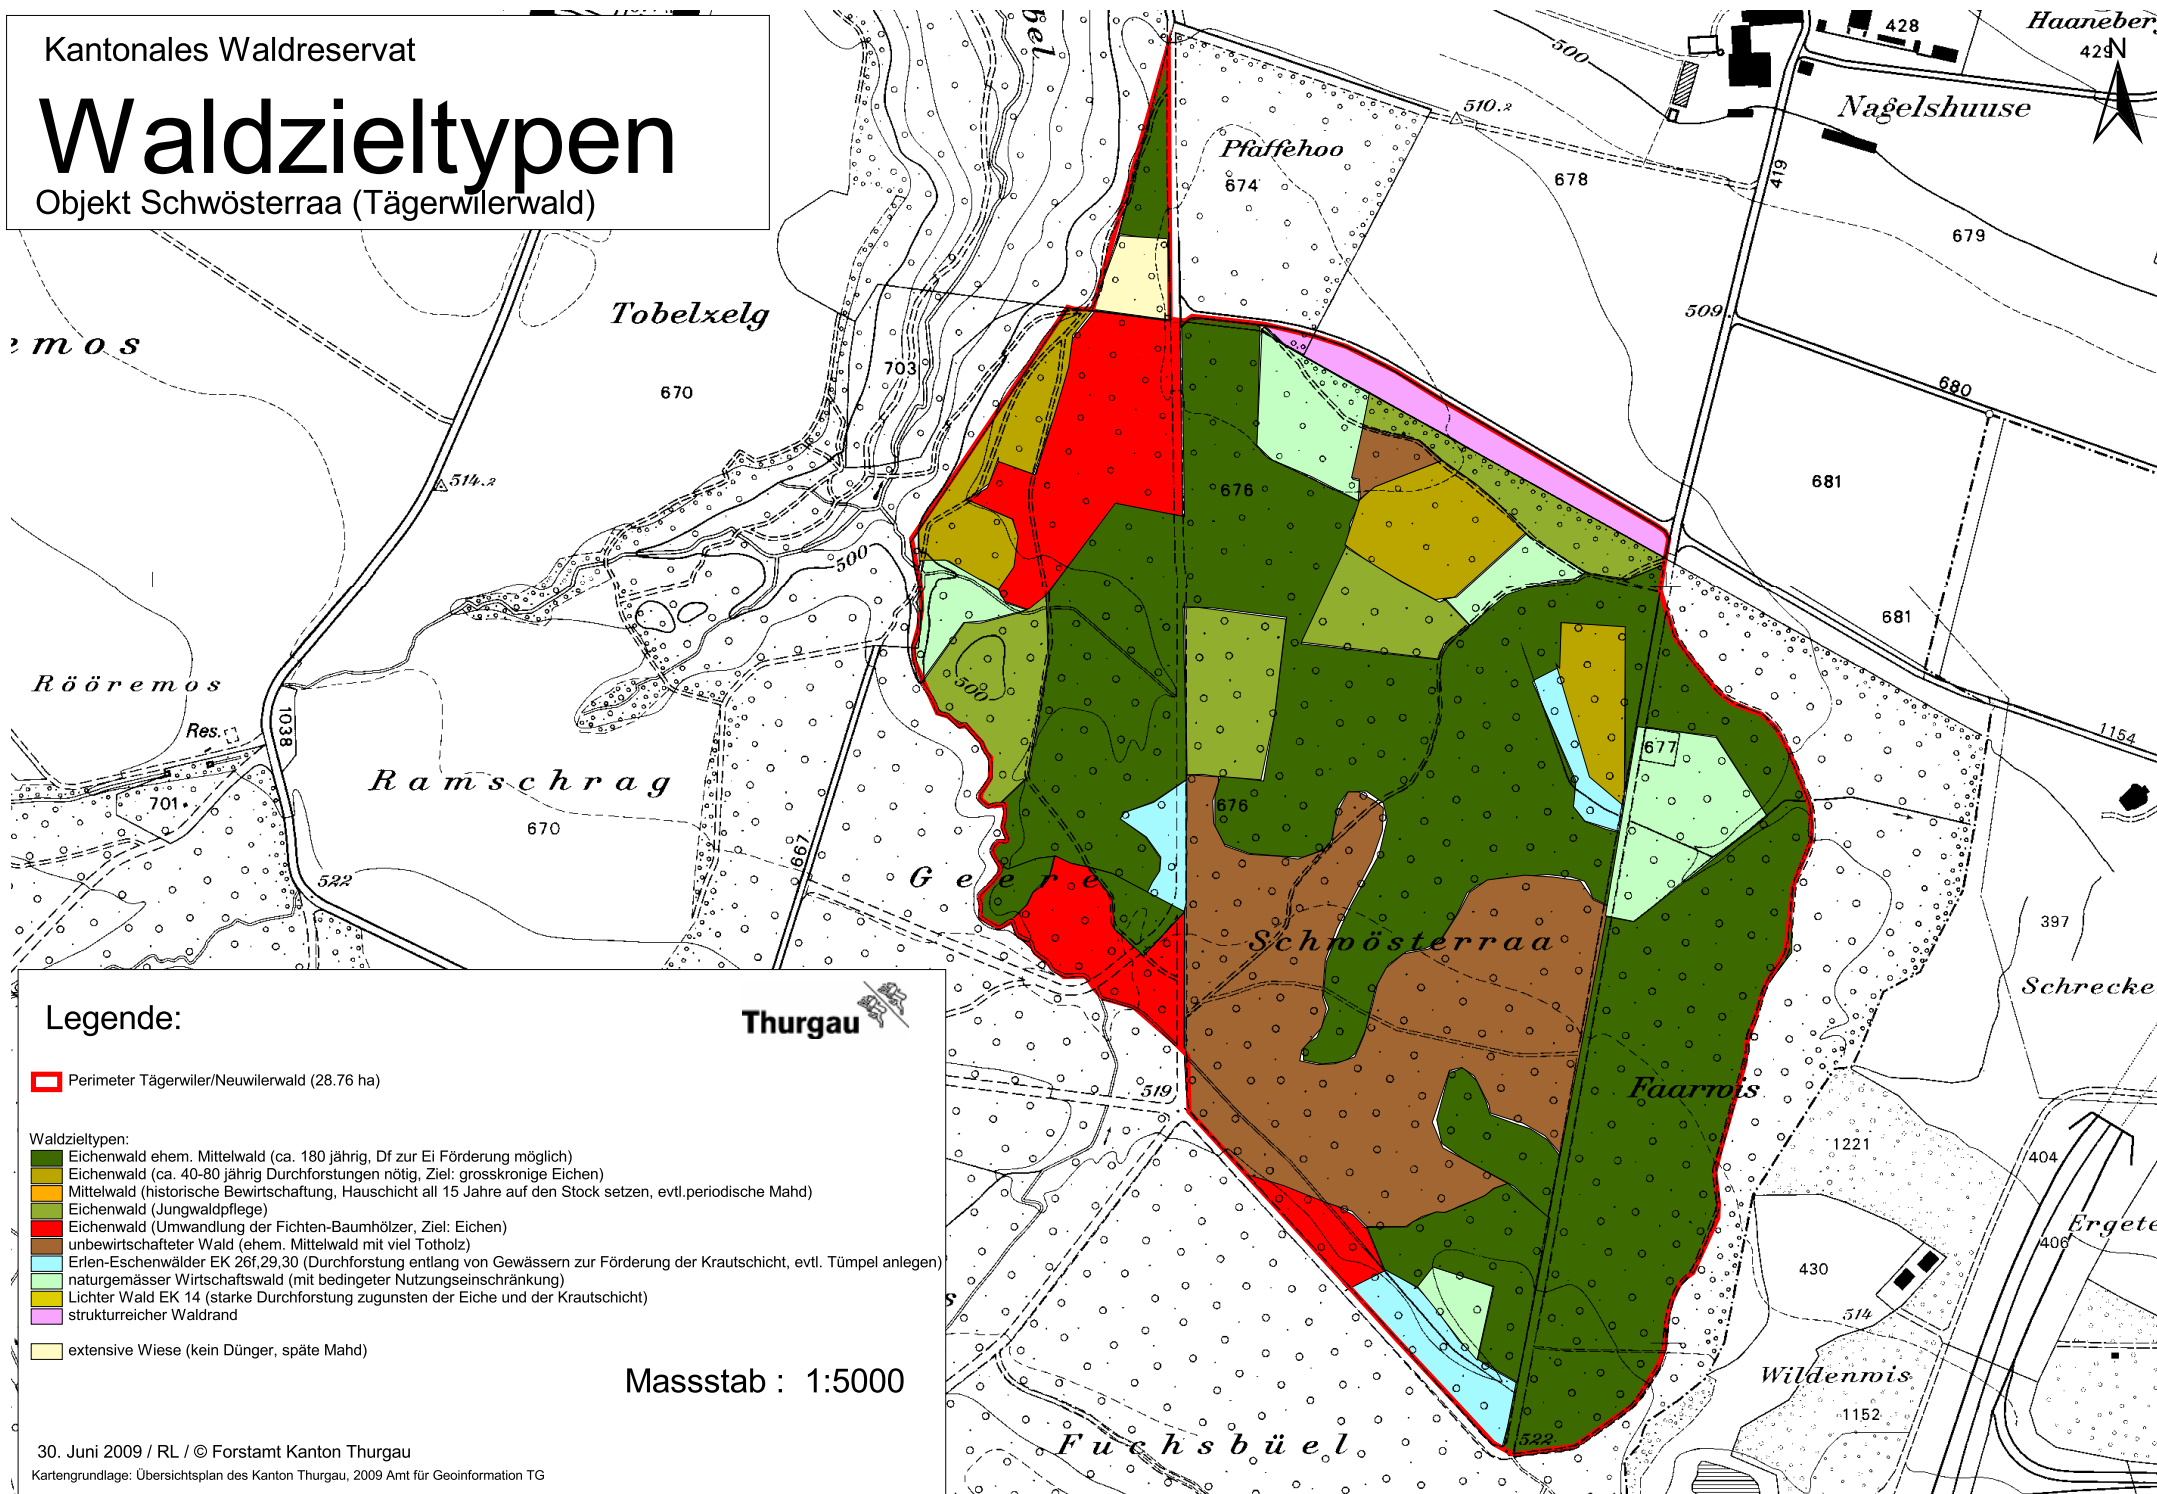 Kantonales Waldreservat
Waldzieltypen
Objekt Schwösterraa (Tägerwilerwald)
bel
428
Haaneber
429
N
500
Nagelshuuse
510.2
Pfaffehoo
674
678
419
679
Tobelzelg
509.
emos
703
670
680
676
514.2
681
500
681
Rööremos
500
1038
Res.
677
1154
Ramschrag
701
676
670
667
522
Geere
397
Schwösterraa
Schrecke
519
Faarwis
1221
404
Ergete
406
430
514
Wildenwis
1152
522
Fuchsbüel
s
Legende:
Thurgau
Perimeter Tägerwiler/Neuwilerwald (28.76 ha)
Waldzieltypen:
Eichenwald ehem. Mittelwald (ca. 180 jährig, Df zur Ei Förderung möglich)
Eichenwald (ca. 40-80 jährig Durchforstungen nötig, Ziel: grosskronige Eichen)
Mittelwald (historische Bewirtschaftung, Hauschicht all 15 Jahre auf den Stock setzen, evtl.periodische Mahd)
Eichenwald (Jungwaldpflege)
Eichenwald (Umwandlung der Fichten-Baumhölzer, Ziel: Eichen)
unbewirtschafteter Wald (ehem. Mittelwald mit viel Totholz)
Erlen-Eschenwälder EK 26f,29,30 (Durchforstung entlang von Gewässern zur Förderung der Krautschicht, evtl. Tümpel anlegen)
naturgemässer Wirtschaftswald (mit bedingeter Nutzungseinschränkung)
Lichter Wald EK 14 (starke Durchforstung zugunsten der Eiche und der Krautschicht)
strukturreicher Waldrand
extensive Wiese (kein Dünger, späte Mahd)
Massstab : 1:5000
30. Juni 2009 / RL / © Forstamt Kanton Thurgau
Kartengrundlage: Übersichtsplan des Kanton Thurgau, 2009 Amt für Geoinformation TG